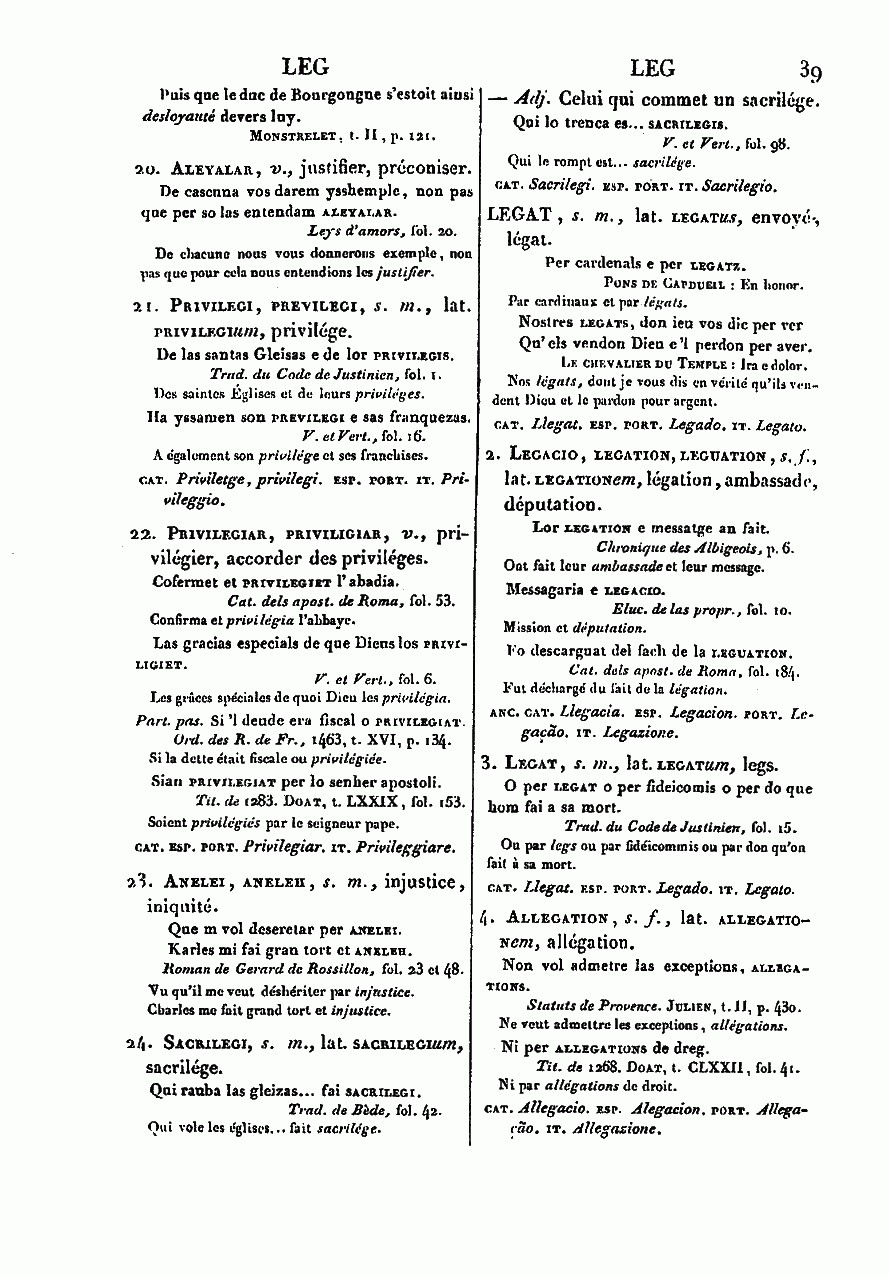 LEG
LEG 39
Puis que le duc de Bourgongne s'estoit ainsi
desloyauté devers luy.
MONSTRELET, t. II, p. 121.
20. ALEYALAR, v., justifier, préconiser.
De cascuna vos darem ysshemple, non pas
que per so las entendam ALEYALAR.
Leys d'amors, fol. 20.
De chacune nous vous donnerons exemple, non
pas que pour cela nous entendions les justifier.
21. PRIVILEGI, PREVILEGI, s. m., lat.
PRIVILEGIum, privilége.
De las santas Gleisas e de lor PRIVILEGIS.
Trad. du Code de Justinien, fol. 1.
Des saintes Églises et de leurs priviléges.
Ha yssamen son PREVILEGI e sas franquezas.
V. et Vert., fol. 16.
A également son privilége et ses franchises.
CAT. Priviletge, privilegi. ESP. PORT. IT. Pri-
vileggio.
22. PRIVILEGIAR, PRIVILIGIAR, v., pri-
vilégier, accorder des priviléges.
Cofermet et PRIVILEGIET l'abadia.
Cat. dels apost. de Roma, fol. 53.
Confirma et privilégia l'abbaye.
Las gracias especials de que Dieus los PRIVI-
LIGIET.
V. et Vert., fol. 6.
Les grâces spéciales de quoi Dieu les privilégia.
Part. pas. Si 'l deude era fiscal o PRIVILEGIAT.
Ord. des R. de Fr., 1463, t. XVI, p. 134.
Si la dette était fiscale ou privilégiée.
Sian PRIVILEGIAT per lo senher apostoli.
Tit. de 1283. DOAT, t. LXXIX, fol. 153.
Soient privilégiés par le seigneur pape.
CAT. ESP. PORT. Privilegiar. IT. Privileggiare.
23. ANELEI, ANELEH, s. m., injustice,
iniquité.
Que m vol deseretar per ANELEI.
Karles mi fai gran tort et ANELEH.
Roman de Gerard de Rossillon, fol. 23 et 48.
Vu qu'il me veut déshériter par injustice.
Charles me fait grand tort et injustice.
24. SACRILEGI, s. m., lat. SACRILEGIum,
sacrilége.
Qui rauba las gleizas... fai SACRILEGI.
Trad. de Bède, fol. 42.
Qui vole les églises... fait sacrilége.
— Adj. Celui qui commet un sacrilége.
Qui lo trenca es... SACRILEGIS.
V. et Vert., fol. 98.
Qui le rompt est... sacrilége.
CAT. Sacrilegi. ESP. PORT. IT. Sacrilegio.
LEGAT, s. m., lat. LEGATus, envoyé,
légat.
Per cardenals e per LEGATZ.
PONS DE CAPDUEIL : En honor.
Par cardinaux et par légats.
Nostres LEGATS, don ieu vos dic per ver
Qu'els vendon Dieu e'l perdon per aver.
LE CHEVALIER DU TEMPLE : Ira e dolor.
Nos légats, dont je vous dis en vérité qu'ils ven-
dent Dieu et le pardon pour argent.
CAT. Llegat. ESP. PORT. Legado. IT. Legato.
2. LEGACIO, LEGATION, LEGUATION, s. f.,
lat. LEGATIONem, légation, ambassade,
députation.
Lor LEGATION e messatge an fait.
Chronique des Albigeois, p. 6.
Ont fait leur ambassade et leur message.
Messagaria e LEGACIO.
Eluc. de las propr., fol. 10.
Mission et députation.
Fo descarguat del fach de la LEGUATION.
Cat. dels apost. de Roma, fol. 184.
Fut déchargé du fait de la légation.
ANC. CAT. Llegacia. ESP. Legacion. PORT. Le-
gação. IT. Legazione.
3. LEGAT, s. m., lat. LEGATum, legs.
O per LEGAT o per fideicomis o per do que
hom fai a sa mort.
Trad. du Code de Justinien, fol. 15.
Ou par legs ou par fidéicommis ou par don qu'on
fait à sa mort.
CAT. Llegat. ESP. PORT. Legado. IT. Legato.
4. ALLEGATION, s. f., lat. ALLEGATIO-
Nem, allégation.
Non vol admetre las exceptions, ALLEGA-
TIONS.
Statuts de Provence. JULIEN, t. II, p. 430.
Ne veut admettre les exceptions, allégations.
Ni per ALLEGATIONS de dreg.
Tit. de 1268. DOAT, t. CLXXII, fol. 41.
Ni par allégations de droit.
CAT. Allegacio. ESP. Alegacion. PORT. Allega-
ção. IT. Allegazione.